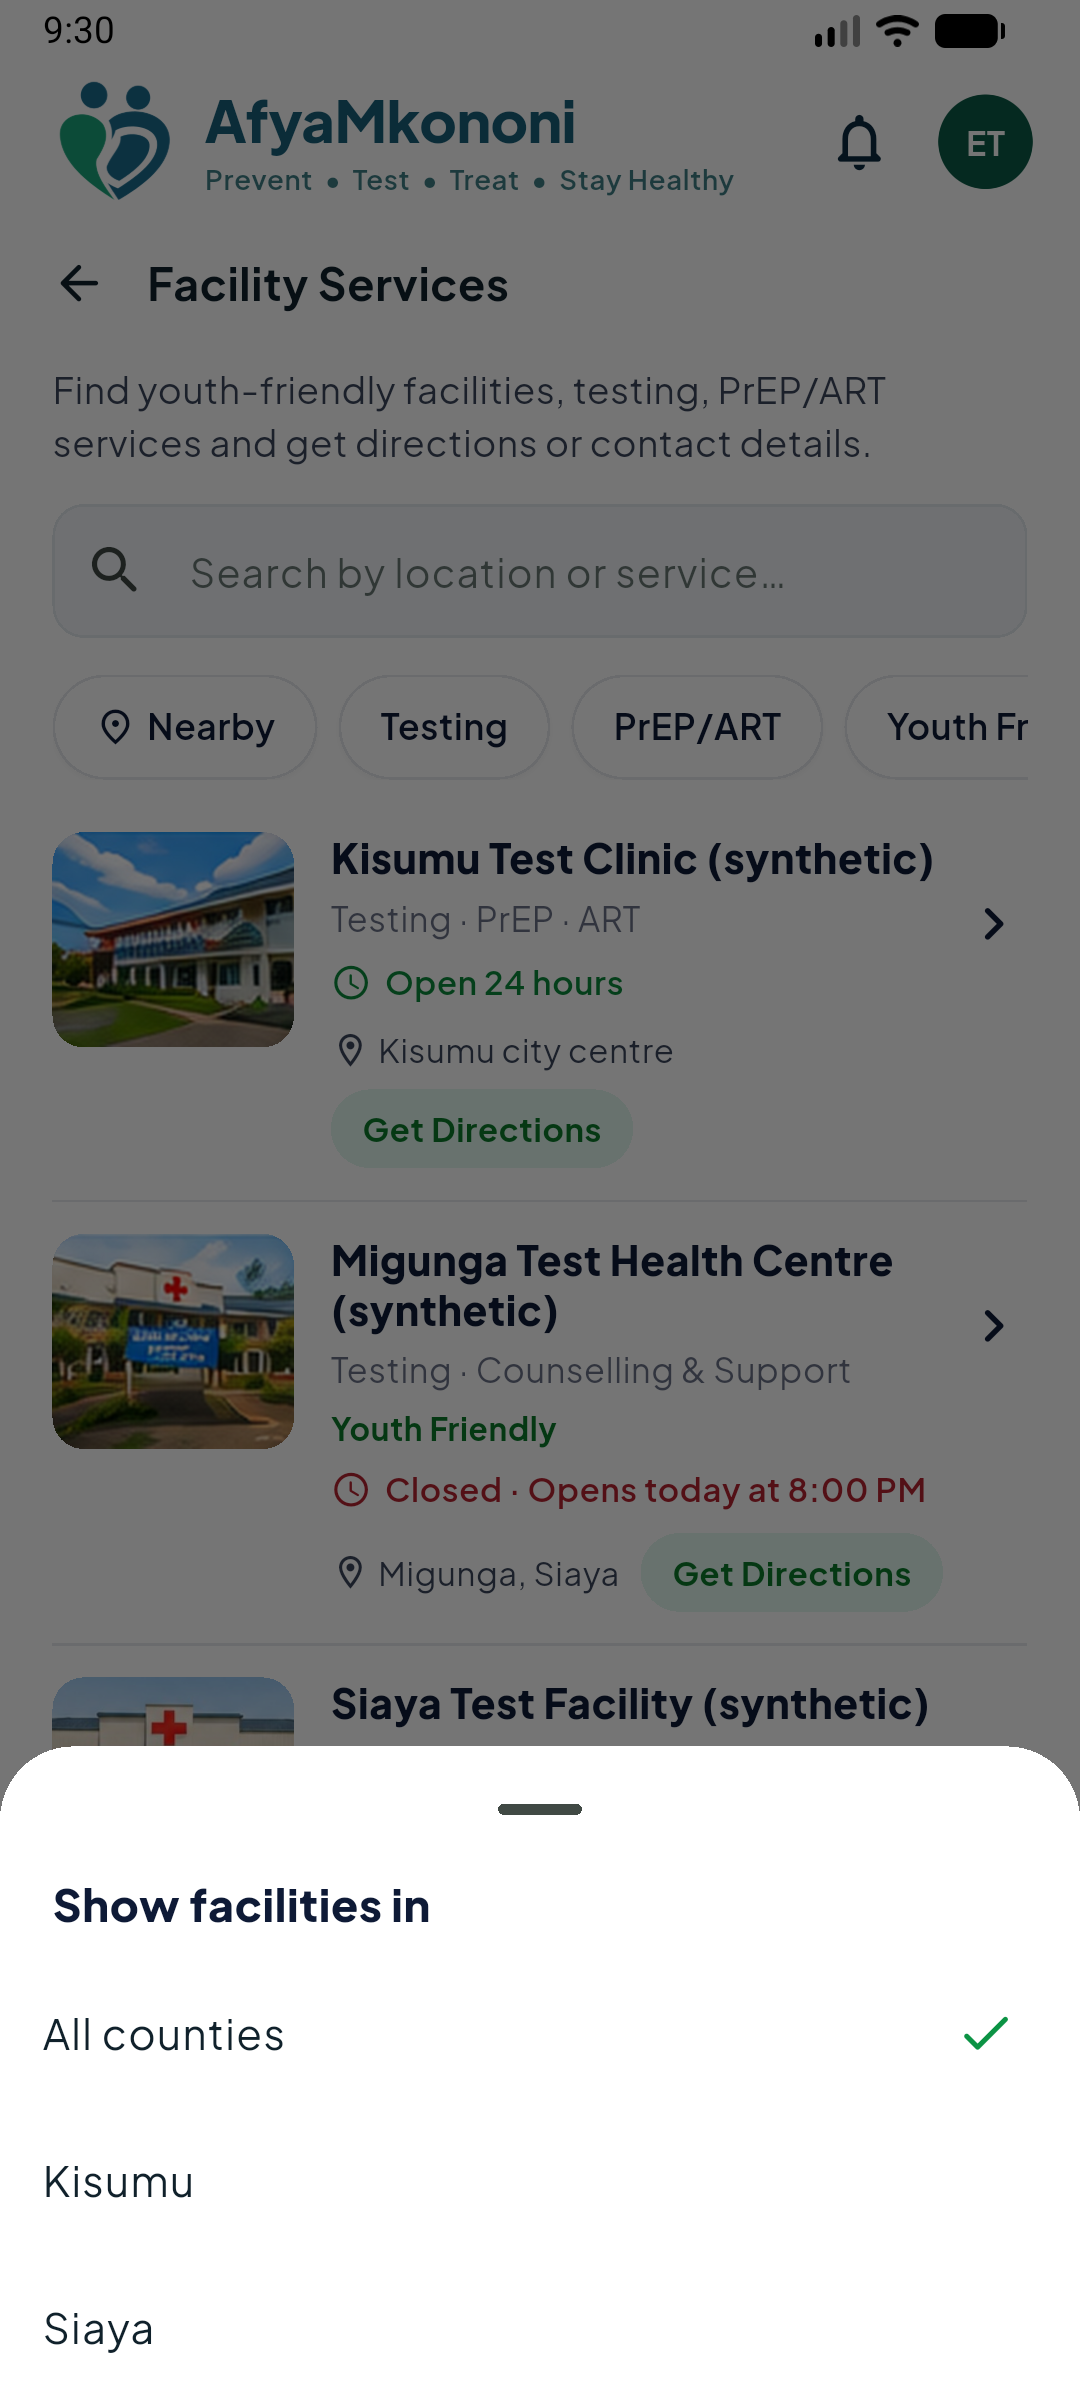 9:30
AfyaMkononi
Prevent • Test • Treat • Stay Healthy
ET
Facility Services
Find youth-friendly facilities, testing, PrEP/ART
services and get directions or contact details.
Search by location or service…
Nearby
Testing
PrEP/ART
Youth Fr
Kisumu Test Clinic (synthetic)
Testing · PrEP · ART
Open 24 hours
Kisumu city centre
Get Directions
Migunga Test Health Centre
(synthetic)
Testing · Counselling & Support
Youth Friendly
Closed · Opens today at 8:00 PM
Migunga, Siaya
Get Directions
Siaya Test Facility (synthetic)
Show facilities in
All counties
Kisumu
Siaya